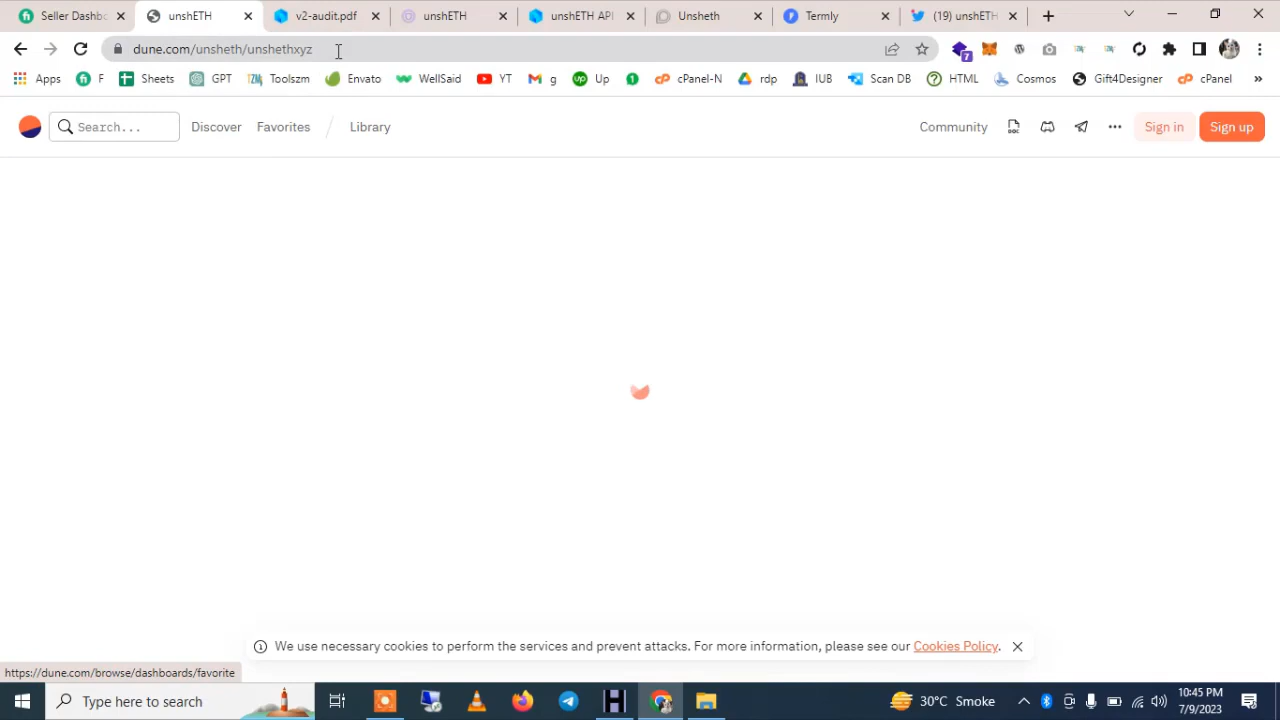 Seller Dashbo
unshETH
v2-audit.pdf
unshETH
unshETH API
Unsheth
Termly
(19) unshETH
dune.com/unsheth/unshethxyz
7
Apps
F
Sheets
GPT
Toolszm
Envato
WellSaid
YT
g
Up
cPanel-N
rdp
IUB
Scan DB
HTML
Cosmos
Gift4Designer
cPanel
Search...
Discover
Favorites
Library
Community
Sign in
Sign up
We use necessary cookies to perform the services and prevent attacks. For more information, please see our Cookies Policy.
https://dune.com/browse/dashboards/favorite
Type here to search
30°C Smoke
10:45 PM
7/9/2023